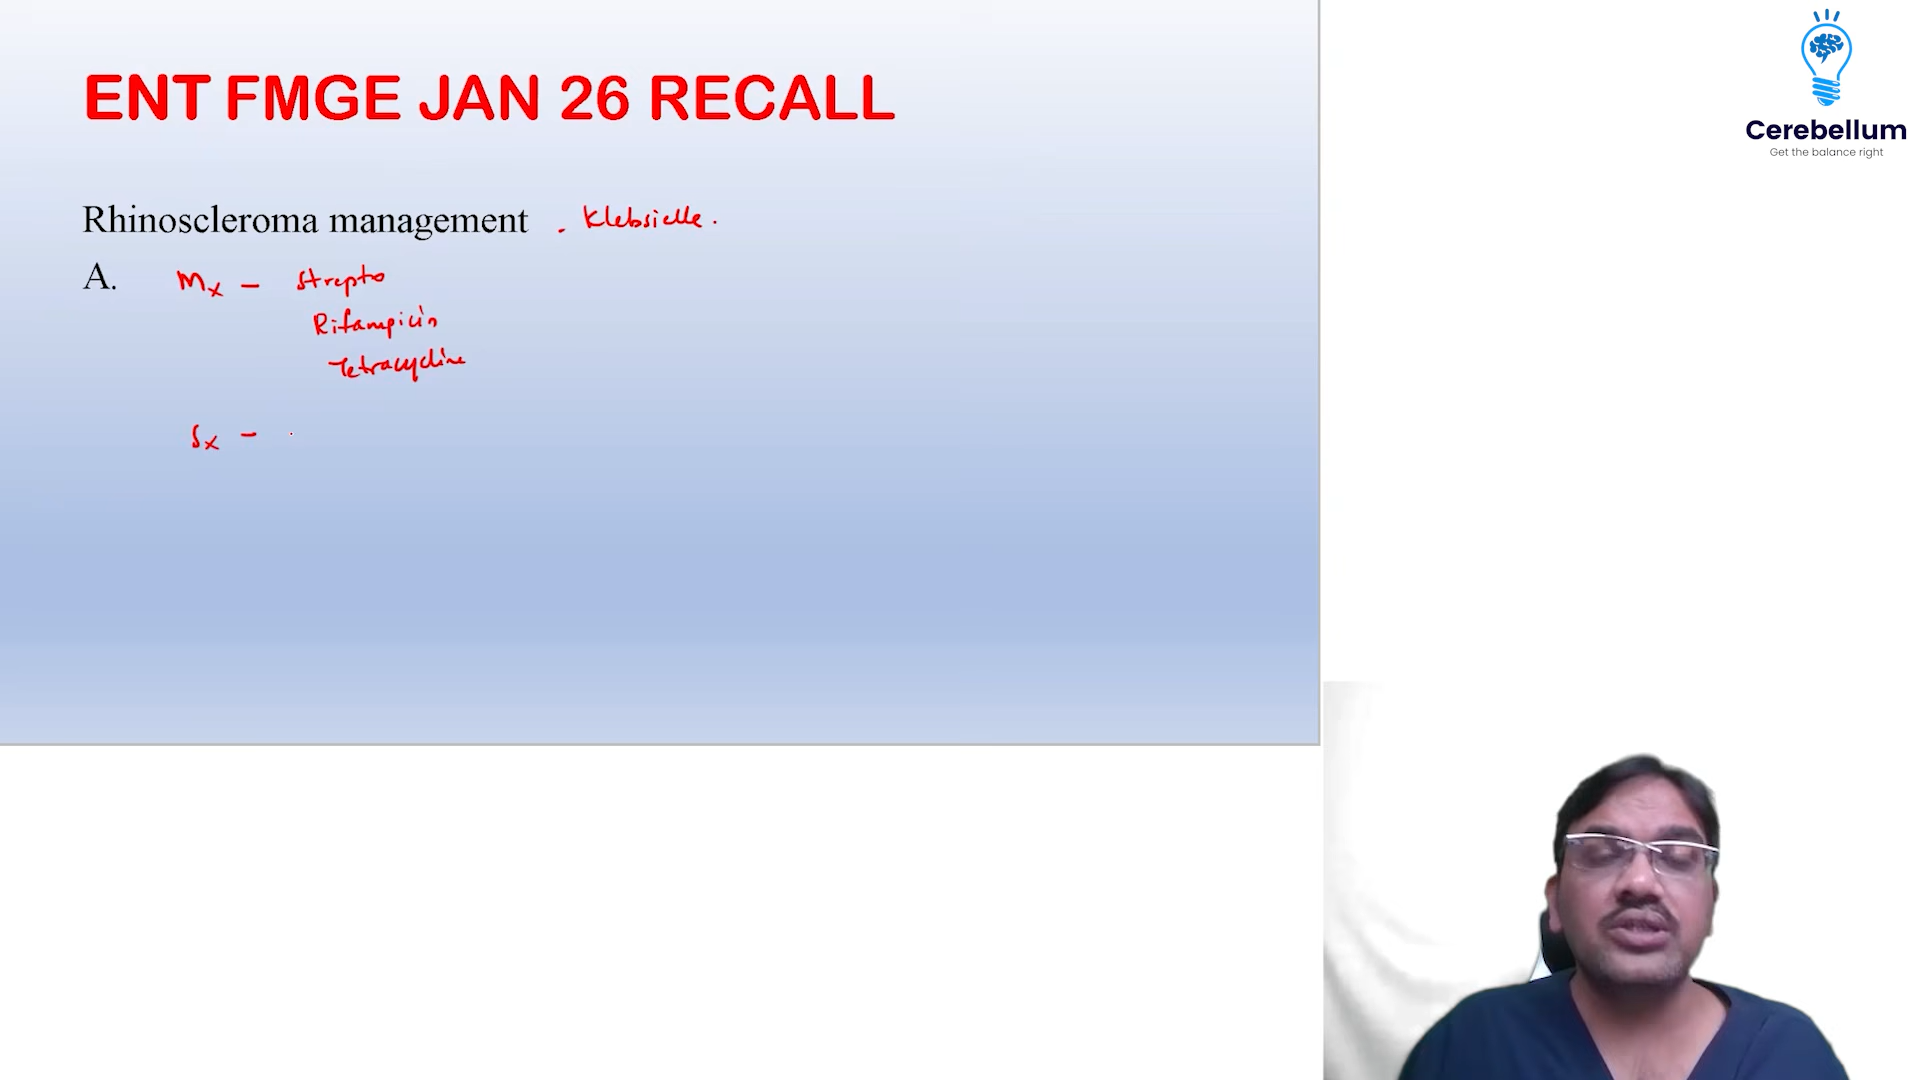 ENT FMGE JAN 26 RECALL
Cerebellum
Get the balance right
Rhinoscleroma management . Klebsielle.
A. Mx - Strepto
Rifampicin
Tetracycline
Sx -